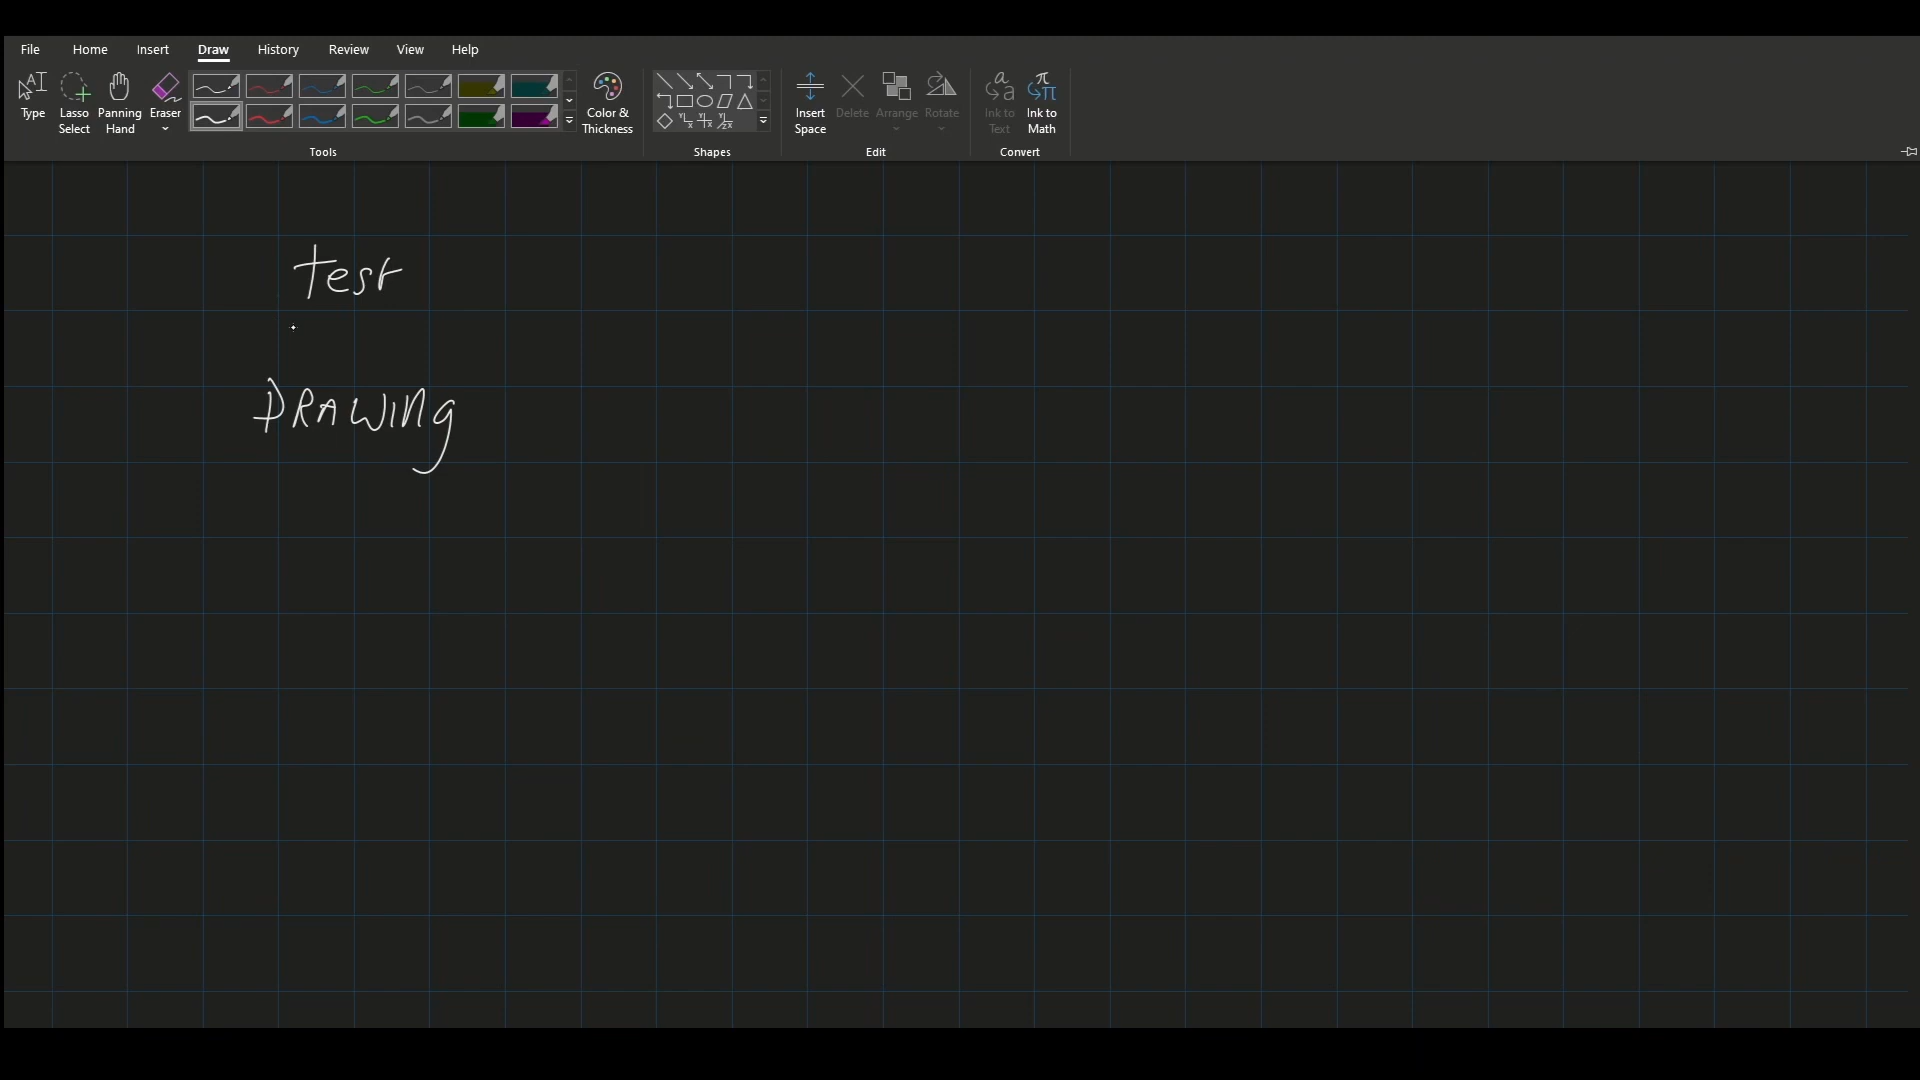 File Home Insert Draw History Review View Help
Type Lasso Select Panning Hand Eraser Color & Thickness Insert Space Delete Arrange Rotate Ink to Text Ink to Math
Tools Shapes Edit Convert
Test
DRAWINg